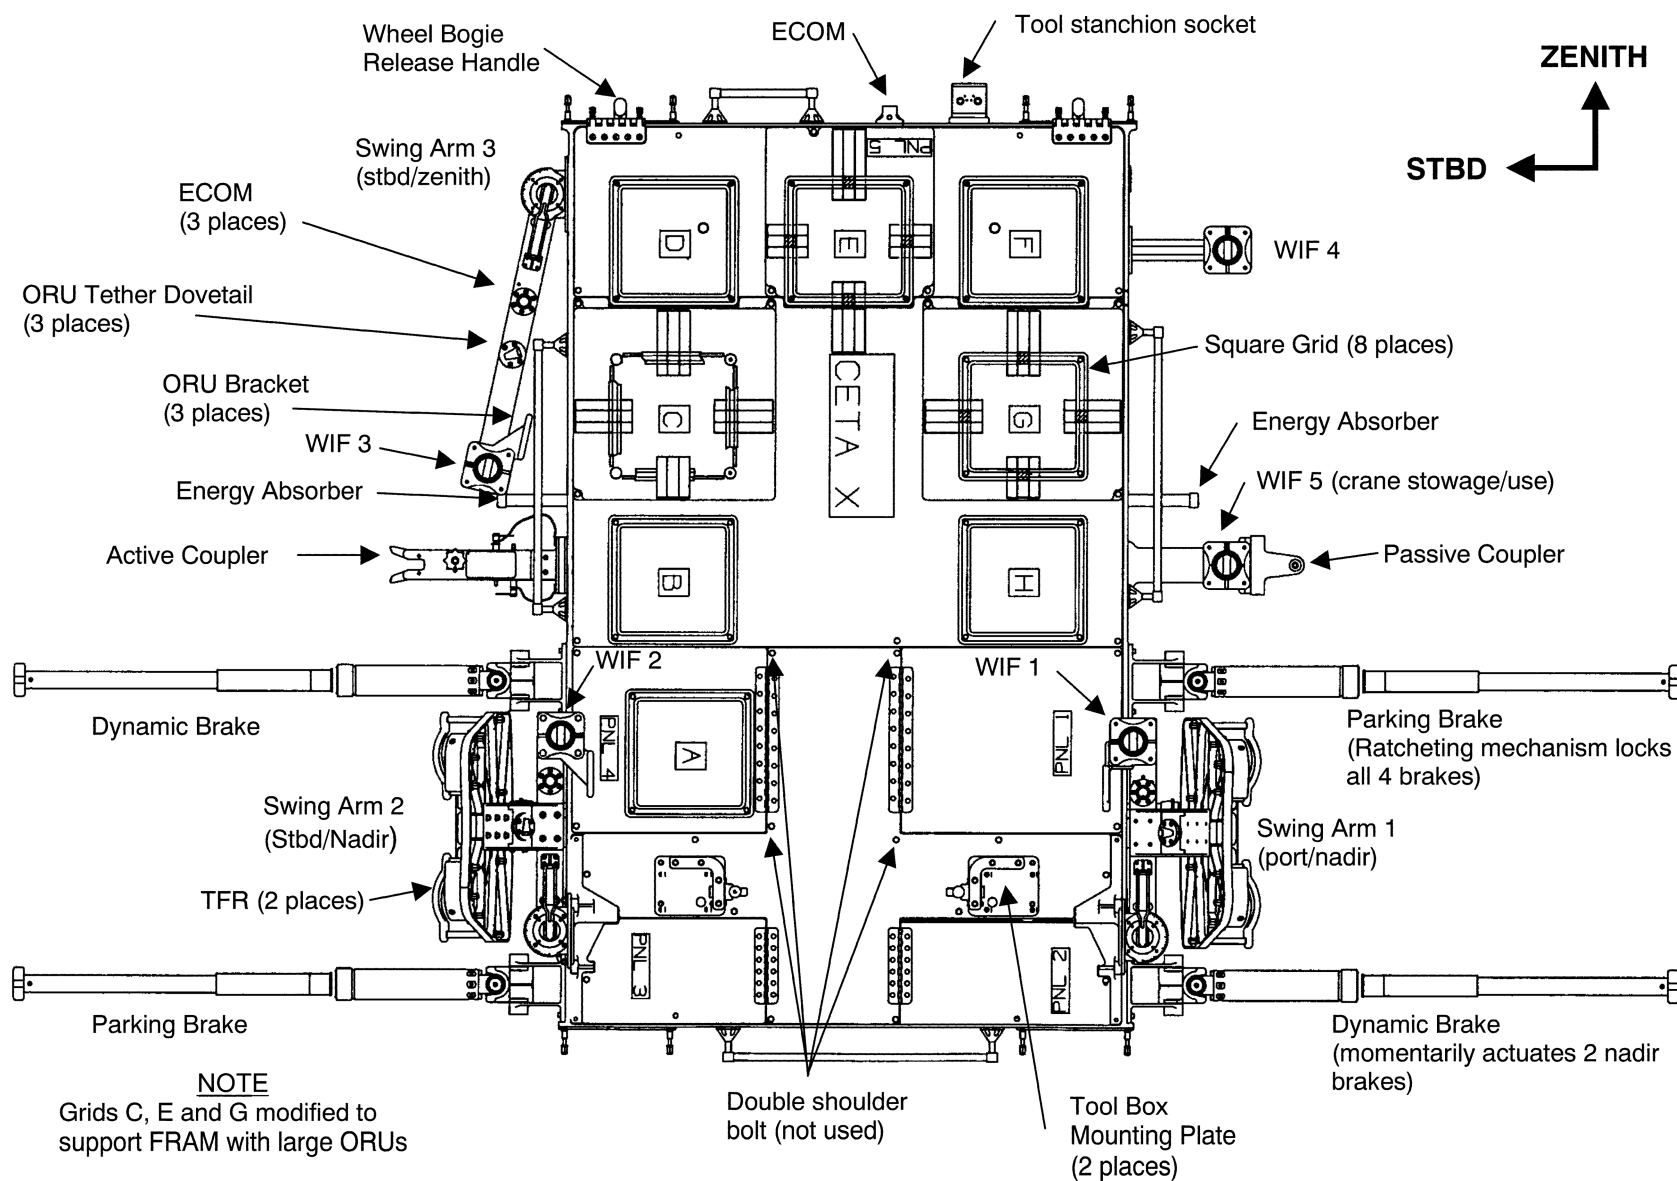 Wheel Bogie
Release Handle
ECOM
Tool stanchion socket
ZENITH
STBD
Swing Arm 3
(stbd/zenith)
PNL 5
ECOM
(3 places)
D
E
F
WIF 4
ORU Tether Dovetail
(3 places)
Square Grid (8 places)
ORU Bracket
(3 places)
CETA X
C
G
WIF 3
Energy Absorber
Energy Absorber
WIF 5 (crane stowage/use)
Active Coupler
B
H
Passive Coupler
WIF 2
WIF 1
Dynamic Brake
Parking Brake
(Ratcheting mechanism locks
all 4 brakes)
PNL 4
A
PNL 1
Swing Arm 2
(Stbd/Nadir)
Swing Arm 1
(port/nadir)
TFR (2 places)
PNL 3
PNL 2
Parking Brake
Dynamic Brake
(momentarily actuates 2 nadir
brakes)
NOTE
Grids C, E and G modified to
support FRAM with large ORUs
Double shoulder
bolt (not used)
Tool Box
Mounting Plate
(2 places)